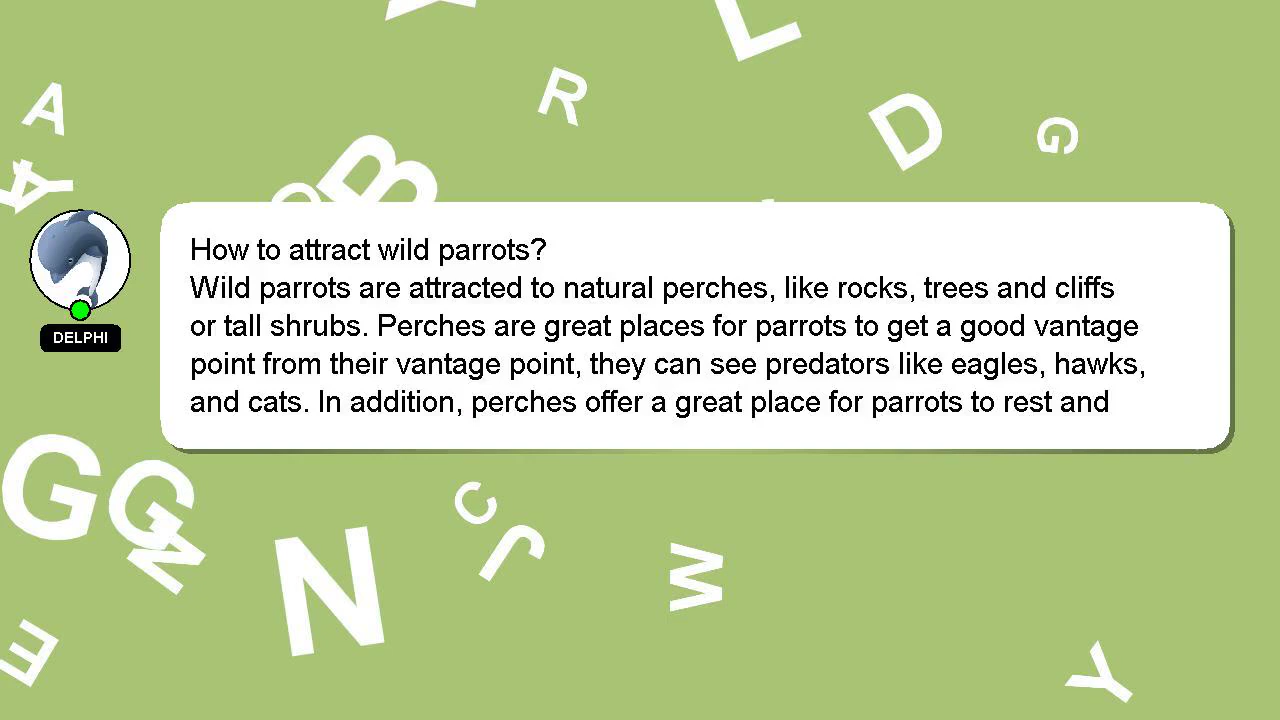 L
R
D
G
A
A
B
How to attract wild parrots?
Wild parrots are attracted to natural perches, like rocks, trees and cliffs
or tall shrubs. Perches are great places for parrots to get a good vantage
point from their vantage point, they can see predators like eagles, hawks,
and cats. In addition, perches offer a great place for parrots to rest and
DELPHI
G
G
N
C
J
N
W
E
Y